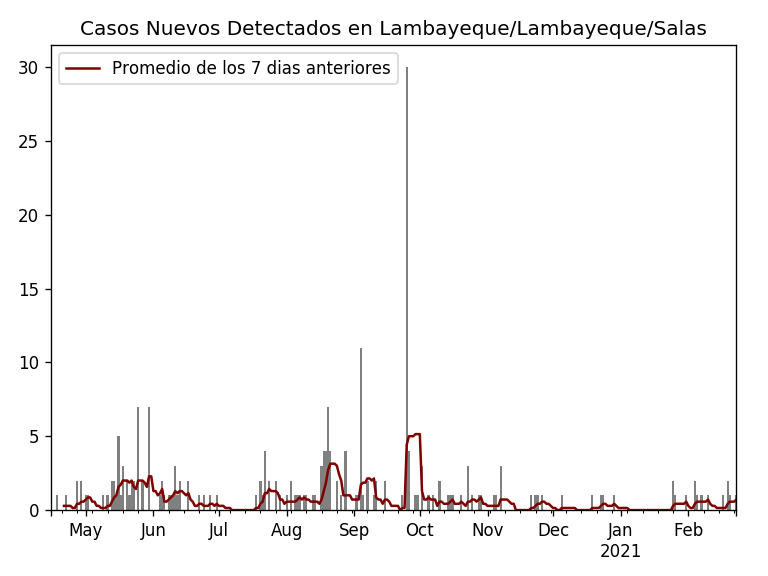 Casos Nuevos Detectados en Lambayeque/Lambayeque/Salas
Promedio de los 7 dias anteriores
30
25
20
15
10
5
0
May Jun Jul Aug Sep Oct Nov Dec Jan Feb
2021